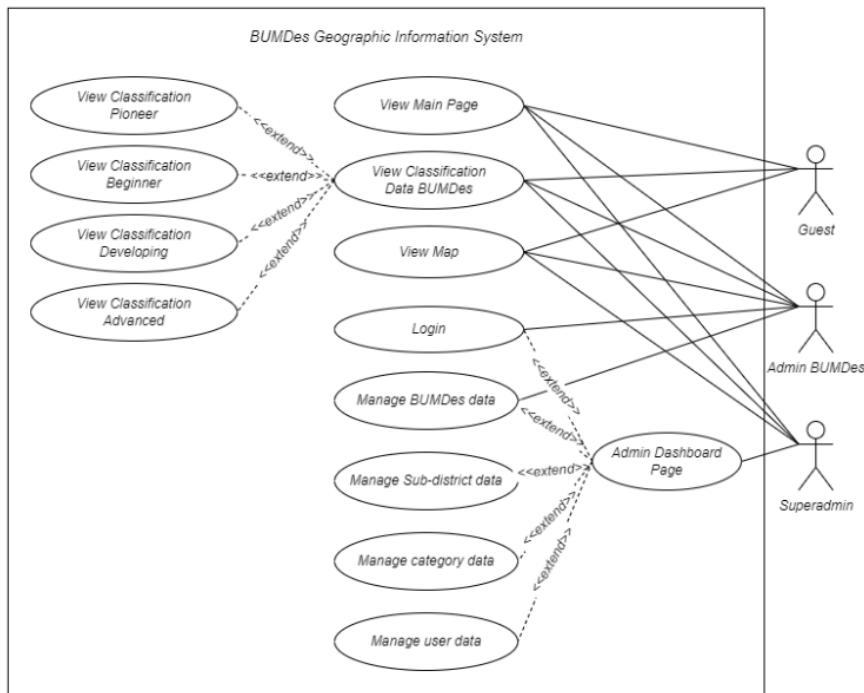 BUMDes Geographic Information System
View Classification
Pioneer
<<extend>>
View Classification
Beginner
<<extend>>
View Classification
Developing
<<extend>>
View Classification
Advanced
<<extend>>
View Main Page
View Classification
Data BUMDes
View Map
Login
Manage BUMDes data
Manage Sub-district data
Manage category data
Manage user data
<<extend>>
<<extend>>
<<extend>>
<<extend>>
<<extend>>
Admin Dashboard
Page
Guest
Admin BUMDes
Superadmin